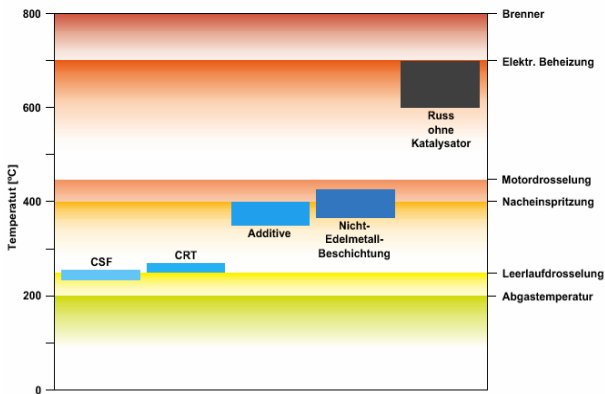 800
Brenner
Elektr. Beheizung
600
Russ
ohne
Katalysator
Temperatut [ºC]
Motordrosselung
400
Nacheinspritzung
Additive
Nicht-
Edelmetall-
Beschichtung
CSF
CRT
Leerlaufdrosselung
200
Abgastemperatur
0